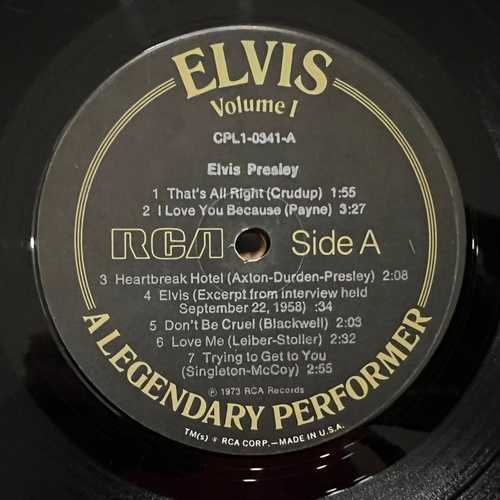 ELVIS
Volume I
CPL1-0341-A
Elvis Presley
1 That's All Right (Crudup) 1:55
2 I Love You Because (Payne) 3:27
RCA Side A
3 Heartbreak Hotel (Axton-Durden-Presley) 2:08
4 Elvis (Excerpt from interview held
September 22, 1958) :34
5 Don't Be Cruel (Blackwell) 2:03
6 Love Me (Leiber-Stoller) 2:32
7 Trying to Get to You
(Singleton-McCoy) 2:55
℗ 1973 RCA Records
A LEGENDARY PERFORMER
TM(s) ® RCA CORP.—MADE IN U.S.A.